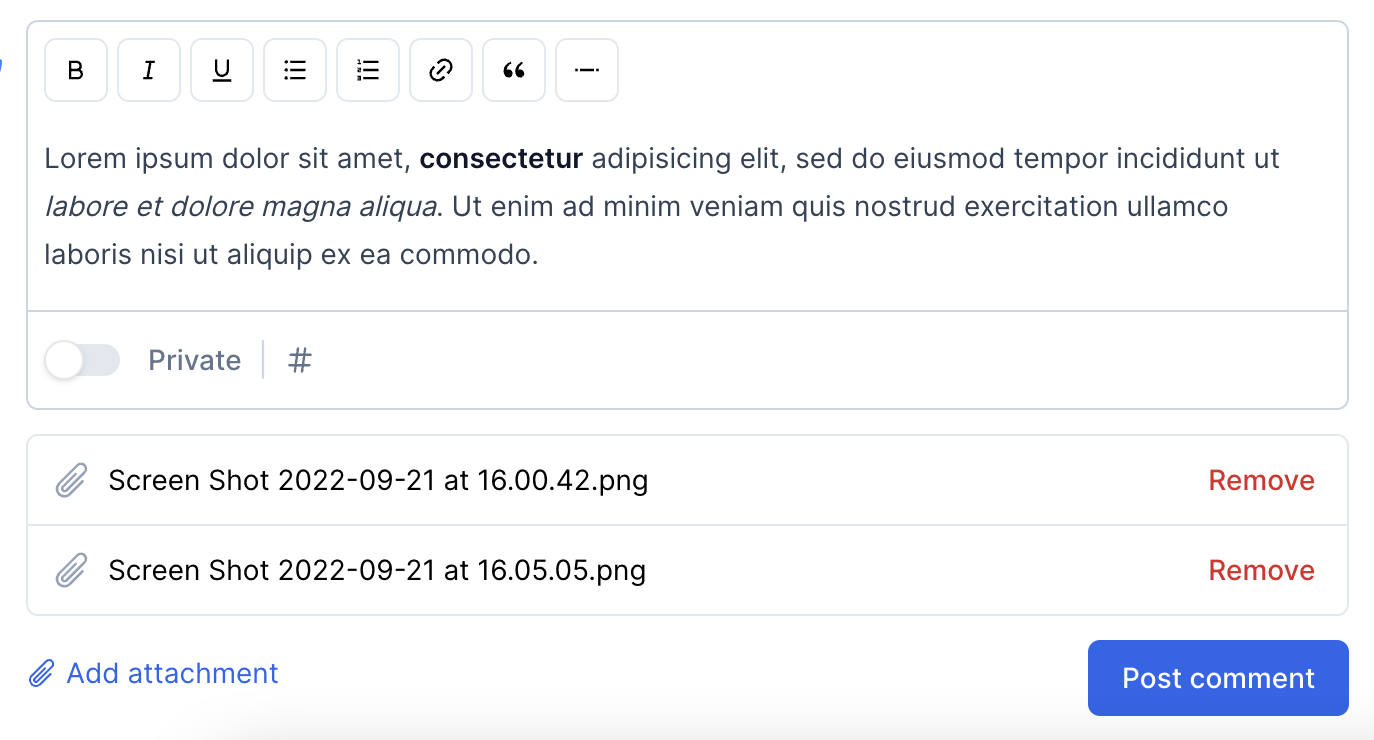 B I U
Lorem ipsum dolor sit amet, consectetur adipisicing elit, sed do eiusmod tempor incididunt ut
labore et dolore magna aliqua. Ut enim ad minim veniam quis nostrud exercitation ullamco
laboris nisi ut aliquip ex ea commodo.
Private #
Screen Shot 2022-09-21 at 16.00.42.png Remove
Screen Shot 2022-09-21 at 16.05.05.png Remove
Add attachment Post comment